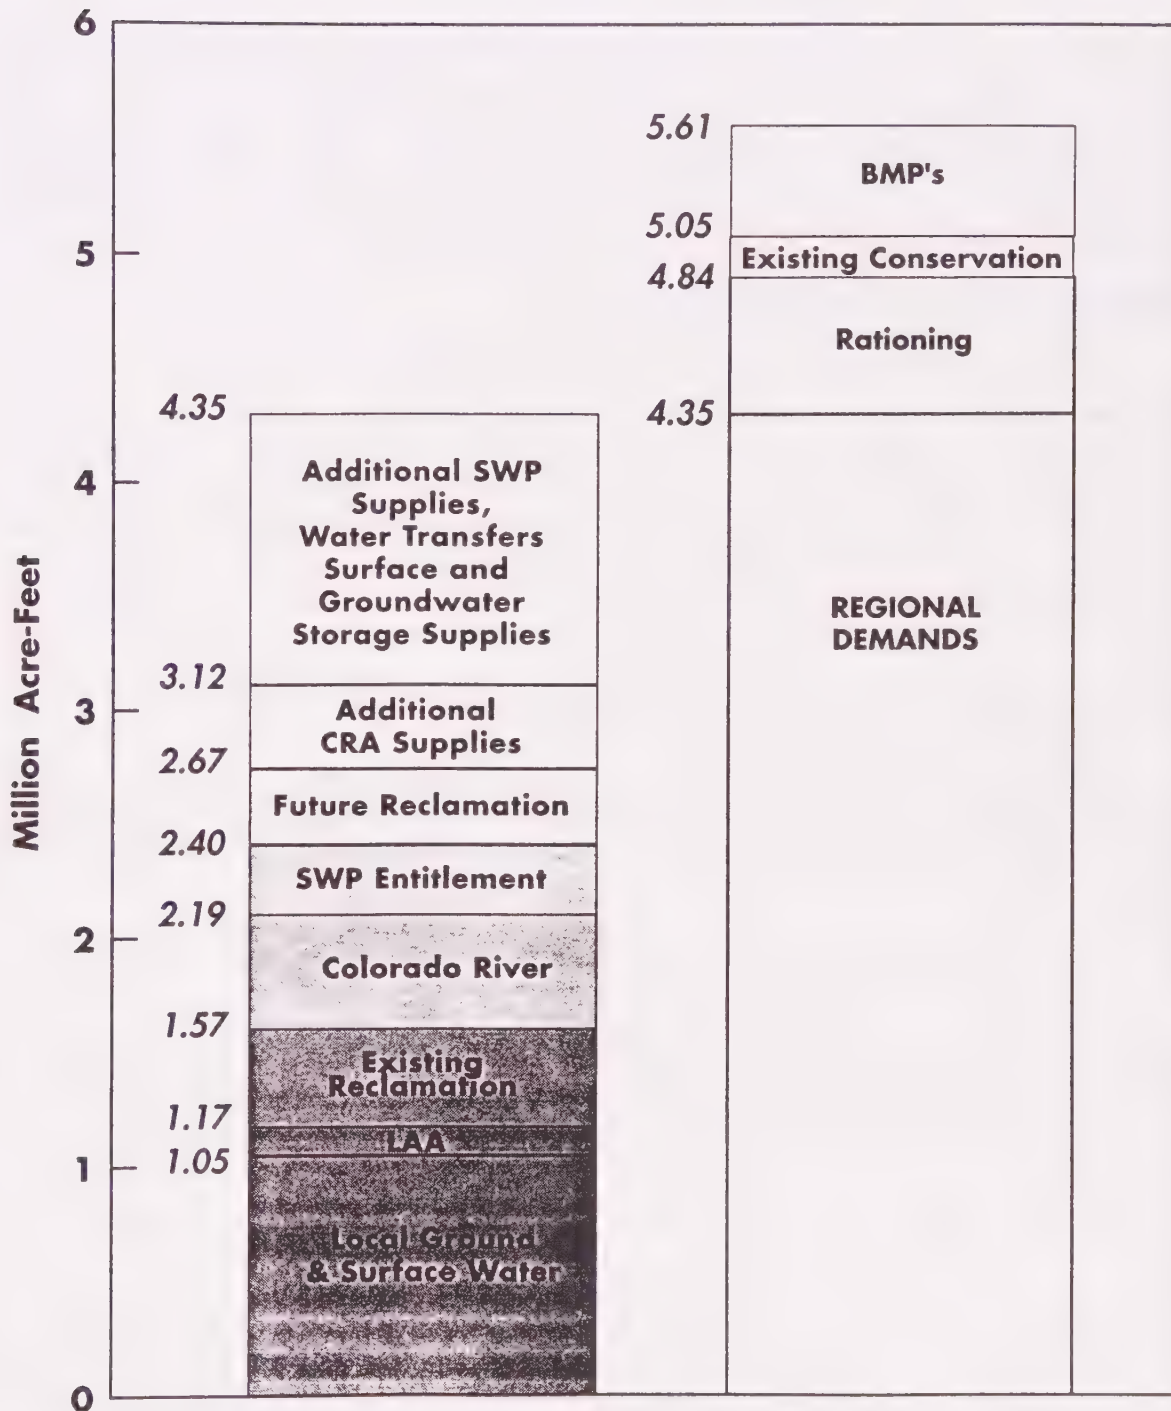 6
5
4
3
2
1
0
Million Acre-Feet
4.35
3.12
2.67
2.40
2.19
1.57
1.17
1.05
Additional SWP
Supplies,
Water Transfers
Surface and
Groundwater
Storage Supplies
Additional
CRA Supplies
Future Reclamation
SWP Entitlement
Colorado River
Existing
Reclamation
LAA
Local Ground
& Surface Water
5.61
5.05
4.84
4.35
BMP's
Existing Conservation
Rationing
REGIONAL
DEMANDS